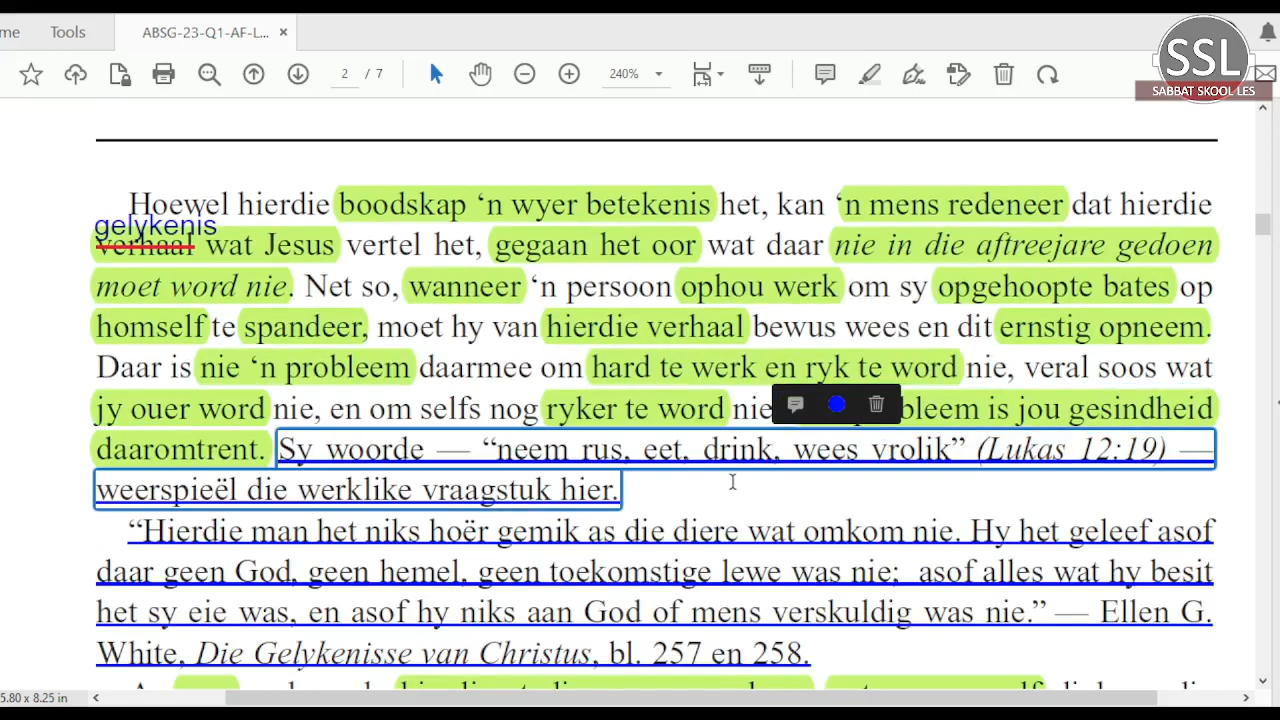 me Tools ABSG-23-Q1-AF-L... ×
2 / 7 240%
SSL
SABBAT SKOOL LES
Hoewel hierdie boodskap ‘n wyer betekenis het, kan ‘n mens redeneer dat hierdie
gelykenis
verhaal wat Jesus vertel het, gegaan het oor wat daar nie in die aftreejare gedoen
moet word nie. Net so, wanneer ‘n persoon ophou werk om sy opgehoopte bates op
homself te spandeer, moet hy van hierdie verhaal bewus wees en dit ernstig opneem.
Daar is nie ‘n probleem daarmee om hard te werk en ryk te word nie, veral soos wat
jy ouer word nie, en om selfs nog ryker te word nie bleem is jou gesindheid
daaromtrent. Sy woorde — “neem rus, eet, drink, wees vrolik” (Lukas 12:19) —
weerspieël die werklike vraagstuk hier.
“Hierdie man het niks hoër gemik as die diere wat omkom nie. Hy het geleef asof
daar geen God, geen hemel, geen toekomstige lewe was nie; asof alles wat hy besit
het sy eie was, en asof hy niks aan God of mens verskuldig was nie.” — Ellen G.
White, Die Gelykenisse van Christus, bl. 257 en 258.
5.80 x 8.25 in